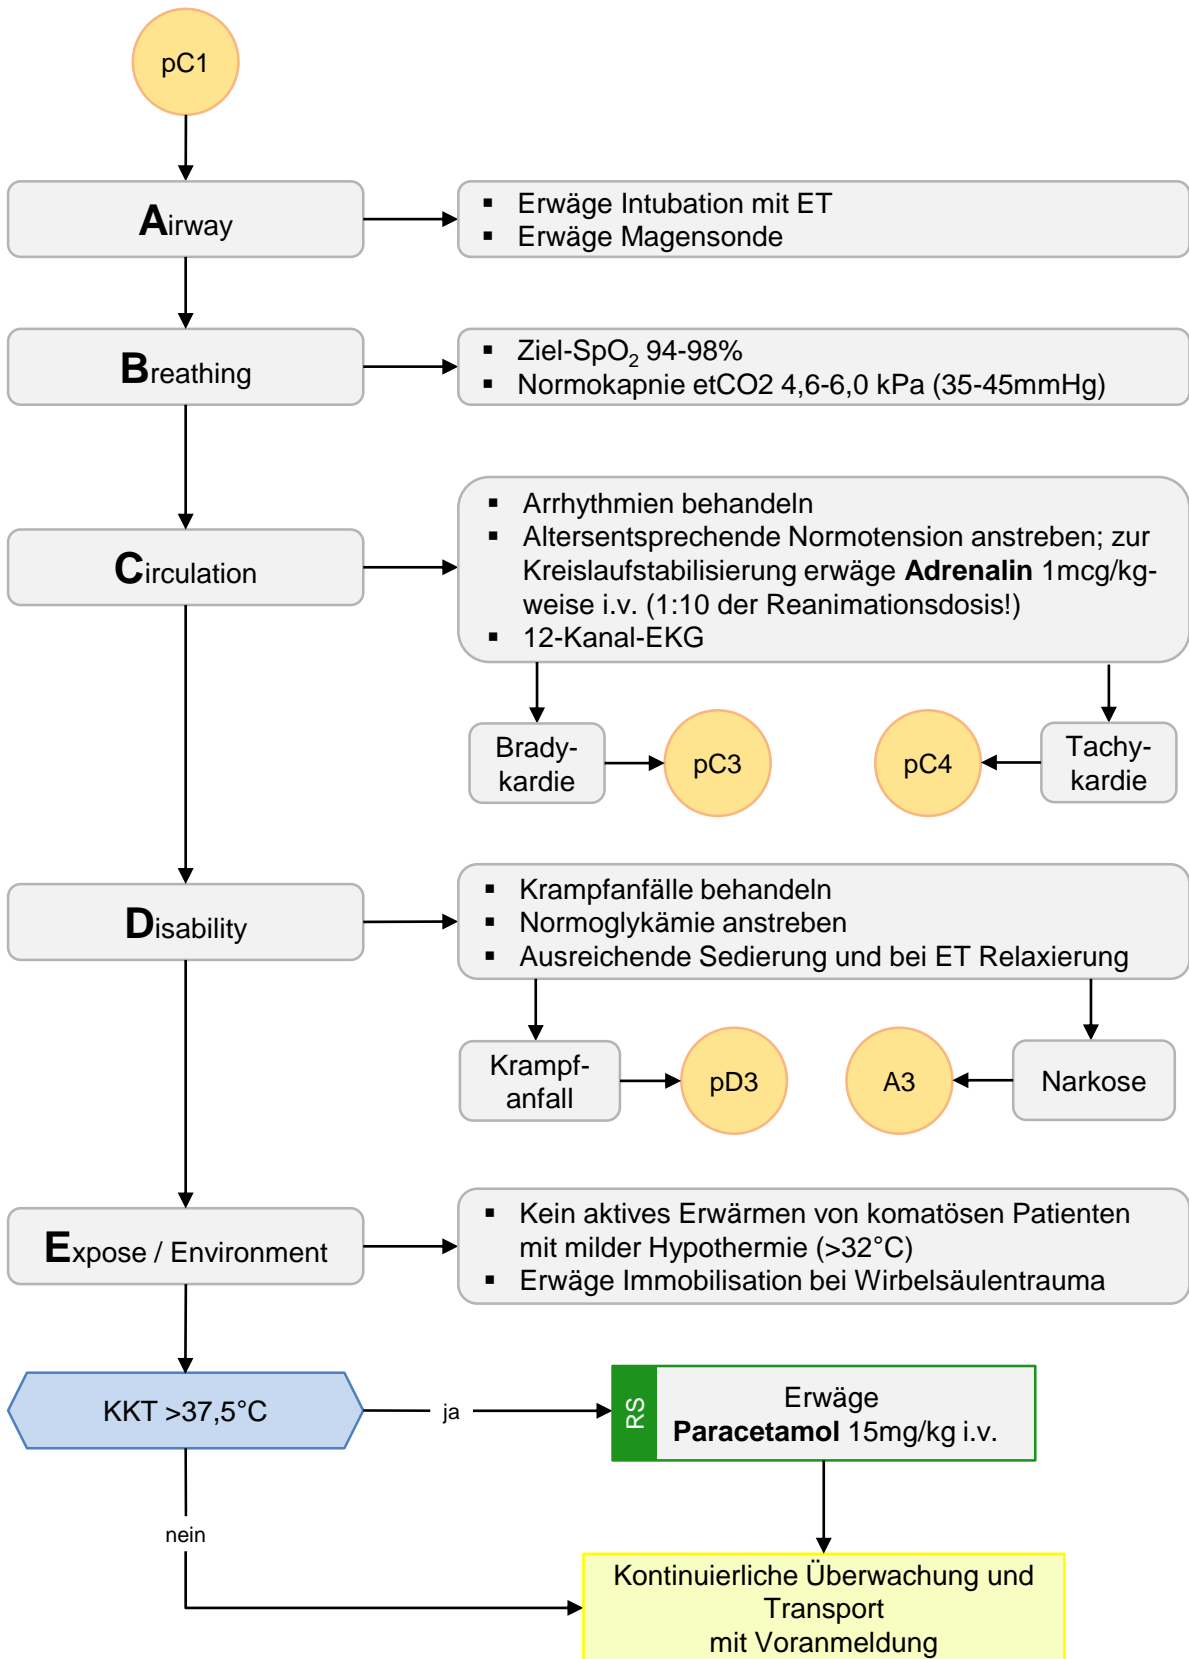 pC1
Airway
▪ Erwäge Intubation mit ET
▪ Erwäge Magensonde
Breathing
▪ Ziel-SpO₂ 94-98%
▪ Normokapnie etCO2 4,6-6,0 kPa (35-45mmHg)
Circulation
▪ Arrhythmien behandeln
▪ Altersentsprechende Normotension anstreben; zur
Kreislaufstabilisierung erwäge Adrenalin 1mcg/kg-
weise i.v. (1:10 der Reanimationsdosis!)
▪ 12-Kanal-EKG
Brady-
kardie
pC3
pC4
Tachy-
kardie
Disability
▪ Krampfanfälle behandeln
▪ Normoglykämie anstreben
▪ Ausreichende Sedierung und bei ET Relaxierung
Krampf-
anfall
pD3
A3
Narkose
Expose / Environment
▪ Kein aktives Erwärmen von komatösen Patienten
mit milder Hypothermie (>32°C)
▪ Erwäge Immobilisation bei Wirbelsäulentrauma
KKT >37,5°C
ja
RS
Erwäge
Paracetamol 15mg/kg i.v.
nein
Kontinuierliche Überwachung und
Transport
mit Voranmeldung